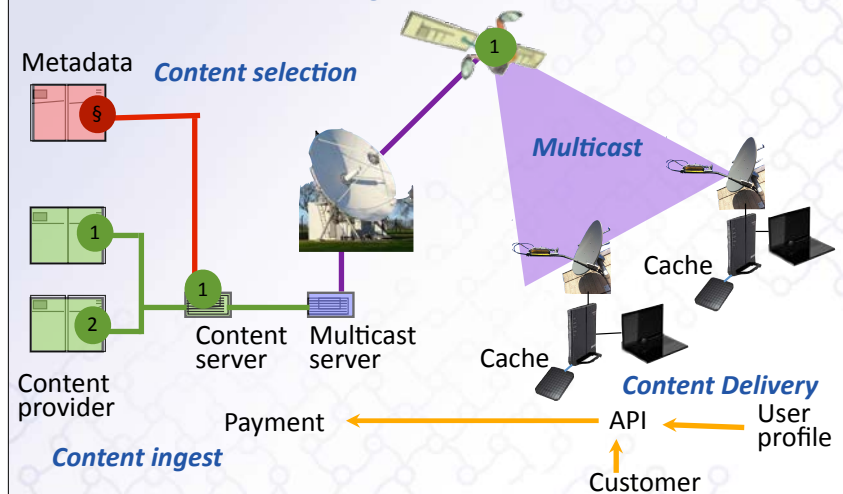 Metadata
Content selection
1
§
Multicast
1
1
2
Cache
Content
server
Multicast
server
Cache
Content
provider
Content Delivery
Payment
API
User
profile
Content ingest
Customer